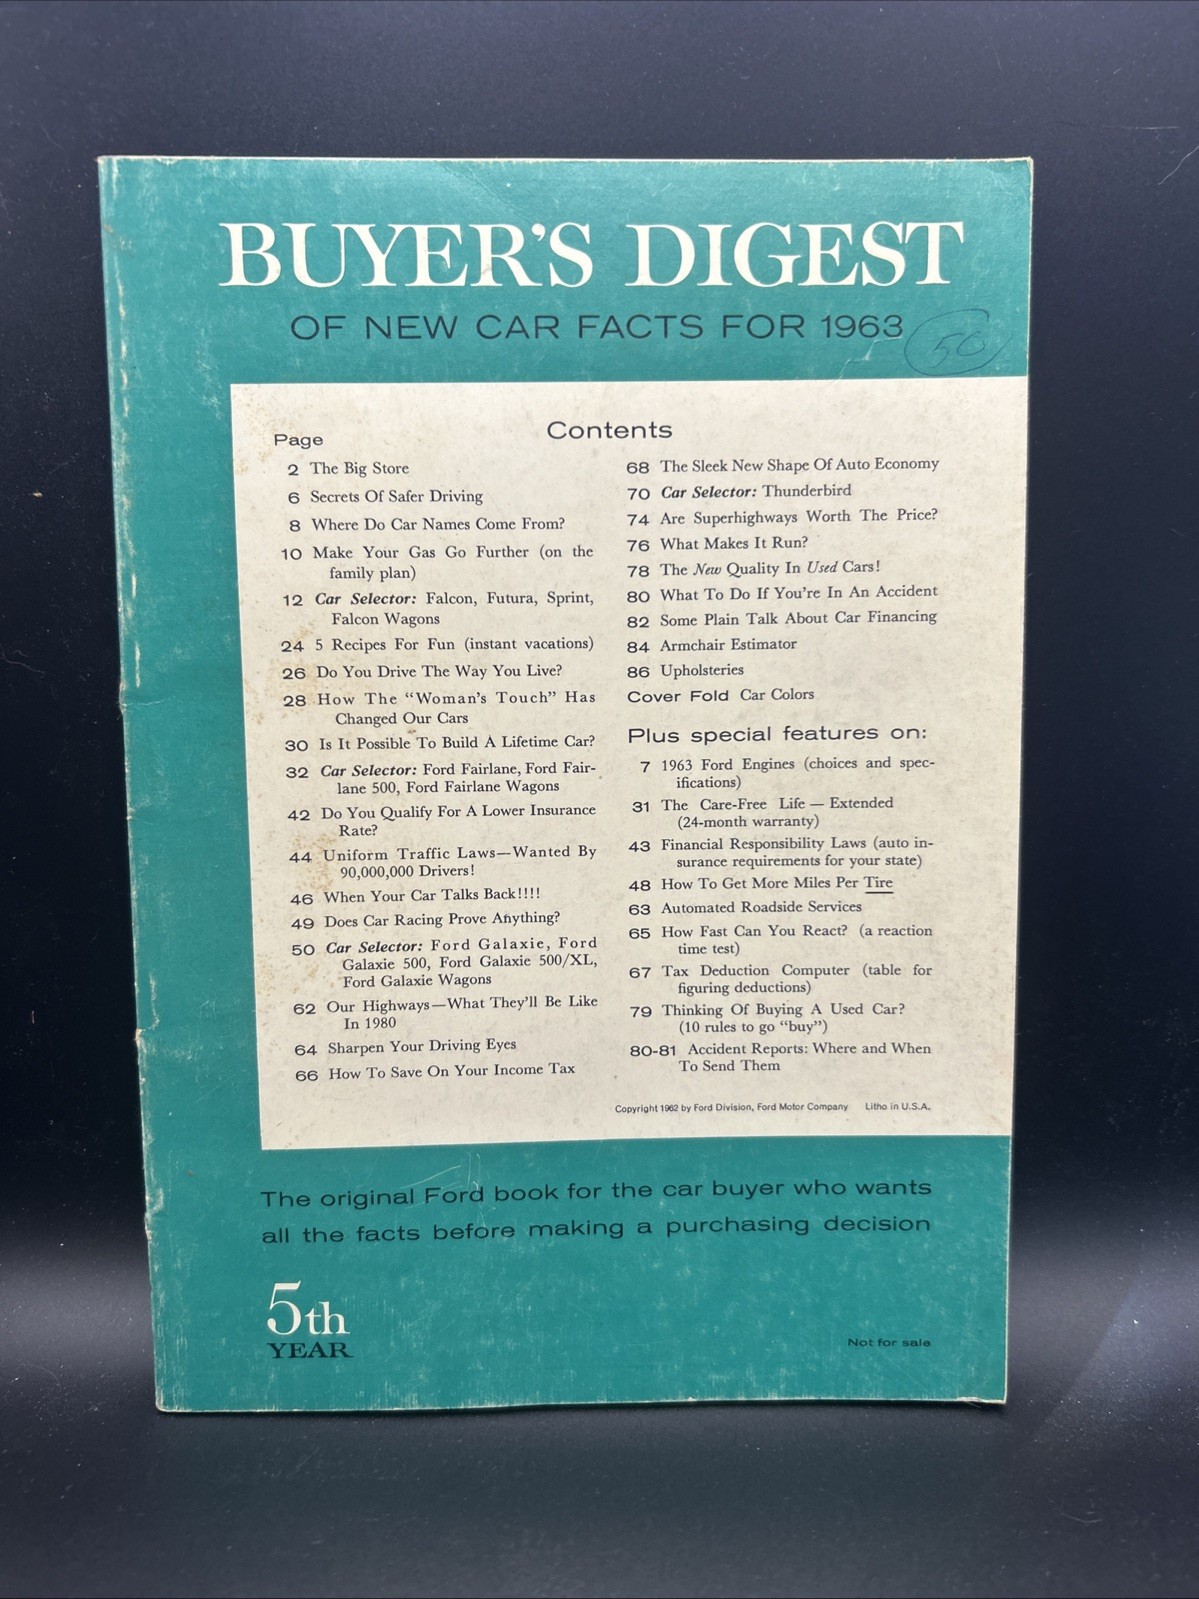 BUYER'S DIGEST
OF NEW CAR FACTS FOR 1963
50
Contents
Page
2 The Big Store
6 Secrets Of Safer Driving
8 Where Do Car Names Come From?
10 Make Your Gas Go Further (on the
family plan)
12 Car Selector: Falcon, Futura, Sprint,
Falcon Wagons
24 5 Recipes For Fun (instant vacations)
26 Do You Drive The Way You Live?
28 How The "Woman's Touch" Has
Changed Our Cars
30 Is It Possible To Build A Lifetime Car?
32 Car Selector: Ford Fairlane, Ford Fair-
lane 500, Ford Fairlane Wagons
42 Do You Qualify For A Lower Insurance
Rate?
44 Uniform Traffic Laws—Wanted By
90,000,000 Drivers!
46 When Your Car Talks Back!!!!
49 Does Car Racing Prove Anything?
50 Car Selector: Ford Galaxie, Ford
Galaxie 500, Ford Galaxie 500/XL,
Ford Galaxie Wagons
62 Our Highways—What They'll Be Like
In 1980
64 Sharpen Your Driving Eyes
66 How To Save On Your Income Tax
68 The Sleek New Shape Of Auto Economy
70 Car Selector: Thunderbird
74 Are Superhighways Worth The Price?
76 What Makes It Run?
78 The New Quality In Used Cars!
80 What To Do If You're In An Accident
82 Some Plain Talk About Car Financing
84 Armchair Estimator
86 Upholsteries
Cover Fold Car Colors
Plus special features on:
7 1963 Ford Engines (choices and spec-
ifications)
31 The Care-Free Life — Extended
(24-month warranty)
43 Financial Responsibility Laws (auto in-
surance requirements for your state)
48 How To Get More Miles Per Tire
63 Automated Roadside Services
65 How Fast Can You React? (a reaction
time test)
67 Tax Deduction Computer (table for
figuring deductions)
79 Thinking Of Buying A Used Car?
(10 rules to go "buy")
80-81 Accident Reports: Where and When
To Send Them
Copyright 1962 by Ford Division, Ford Motor Company Litho in U.S.A.
The original Ford book for the car buyer who wants
all the facts before making a purchasing decision
5th
YEAR
Not for sale